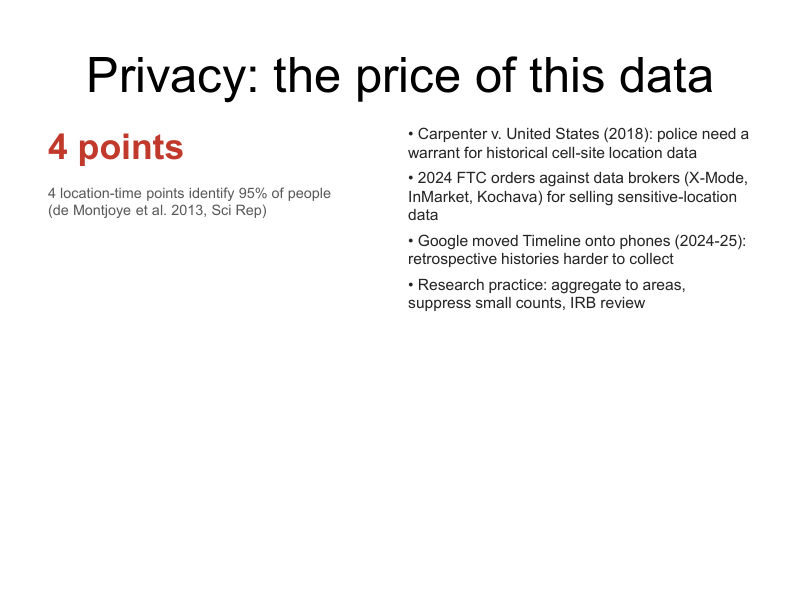 Privacy: the price of this data
4 points
4 location-time points identify 95% of people
(de Montjoye et al. 2013, Sci Rep)
• Carpenter v. United States (2018): police need a
warrant for historical cell-site location data
• 2024 FTC orders against data brokers (X-Mode,
InMarket, Kochava) for selling sensitive-location
data
• Google moved Timeline onto phones (2024-25):
retrospective histories harder to collect
• Research practice: aggregate to areas,
suppress small counts, IRB review